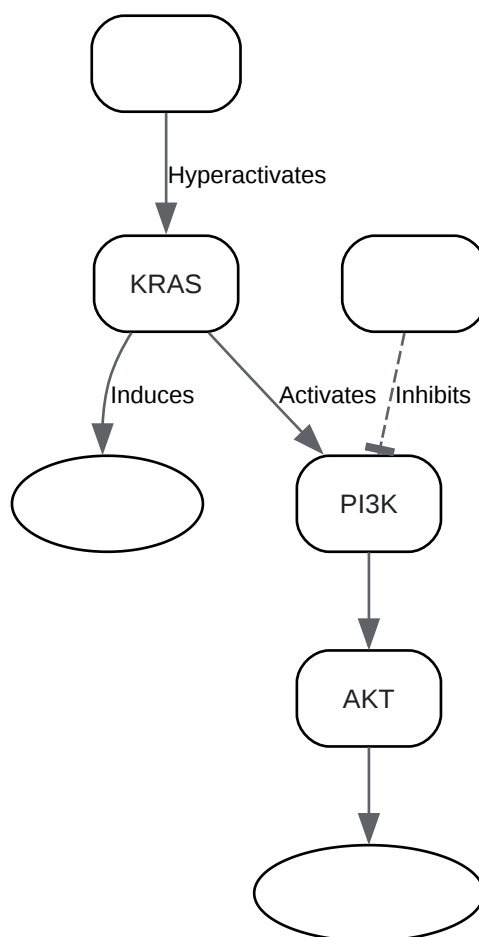 Hyperactivates
KRAS
Induces
Activates
Inhibits
PI3K
AKT